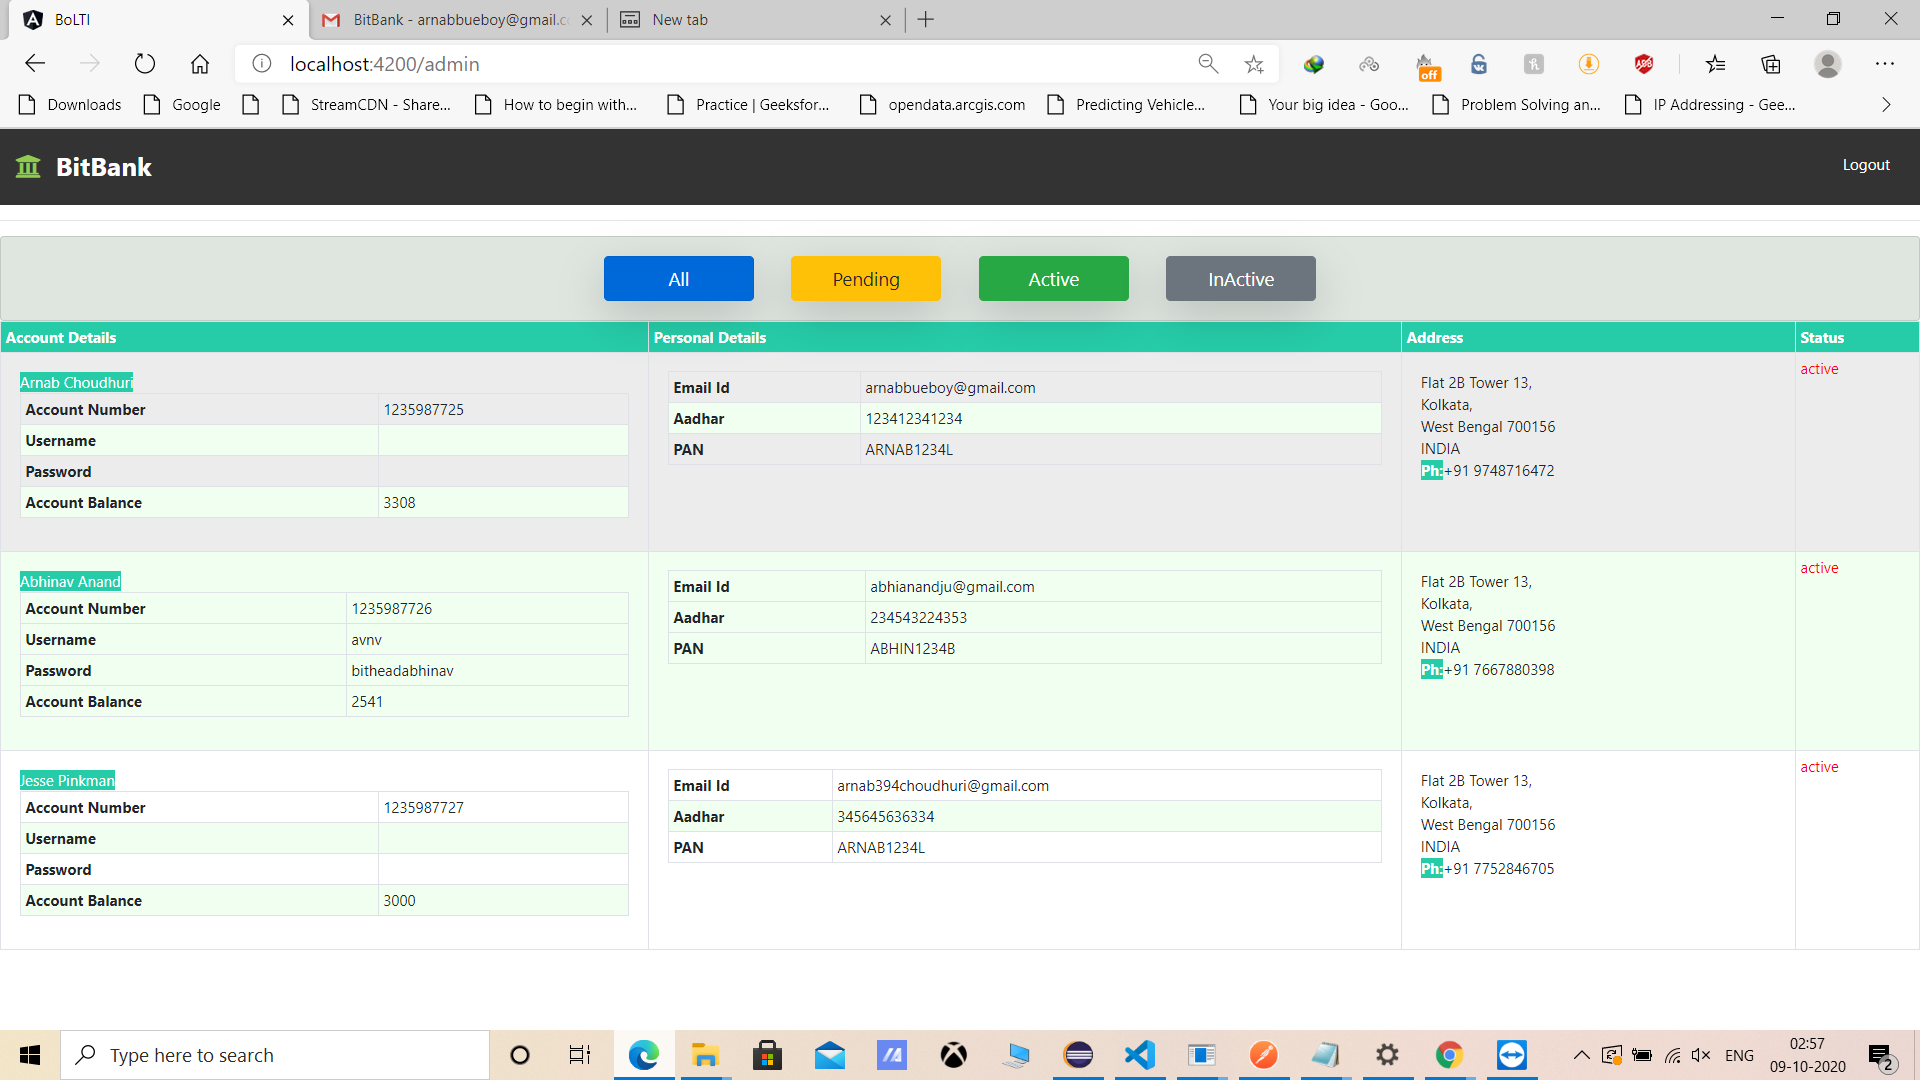 BoLTI
BitBank - arnabbueboy@gmail.co
New tab
localhost:4200/admin
off
Downloads
Google
StreamCDN - Share...
How to begin with...
Practice | Geeksfor...
opendata.arcgis.com
Predicting Vehicle...
Your big idea - Goo...
Problem Solving an...
IP Addressing - Gee...
BitBank
Logout
All
Pending
Active
InActive
Account Details
Personal Details
Address
Status
Arnab Choudhuri
Account Number 1235987725
Username
Password
Account Balance 3308
Email Id arnabbueboy@gmail.com
Aadhar 123412341234
PAN ARNAB1234L
Flat 2B Tower 13,
Kolkata,
West Bengal 700156
INDIA
Ph:+91 9748716472
active
Abhinav Anand
Account Number 1235987726
Username avnv
Password bitheadabhinav
Account Balance 2541
Email Id abhianandju@gmail.com
Aadhar 234543224353
PAN ABHIN1234B
Flat 2B Tower 13,
Kolkata,
West Bengal 700156
INDIA
Ph:+91 7667880398
active
Jesse Pinkman
Account Number 1235987727
Username
Password
Account Balance 3000
Email Id arnab394choudhuri@gmail.com
Aadhar 345645636334
PAN ARNAB1234L
Flat 2B Tower 13,
Kolkata,
West Bengal 700156
INDIA
Ph:+91 7752846705
active
Type here to search
ENG
02:57
09-10-2020
2